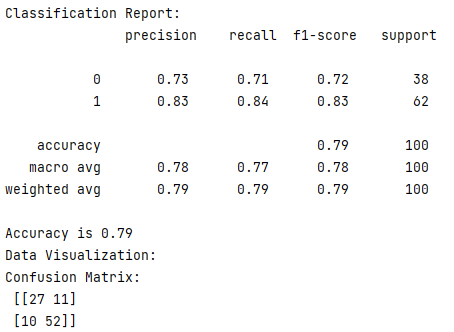 Classification Report:
precision recall f1-score support
0 0.73 0.71 0.72 38
1 0.83 0.84 0.83 62
accuracy 0.79 100
macro avg 0.78 0.77 0.78 100
weighted avg 0.79 0.79 0.79 100
Accuracy is 0.79
Data Visualization:
Confusion Matrix:
[[27 11]
[10 52]]